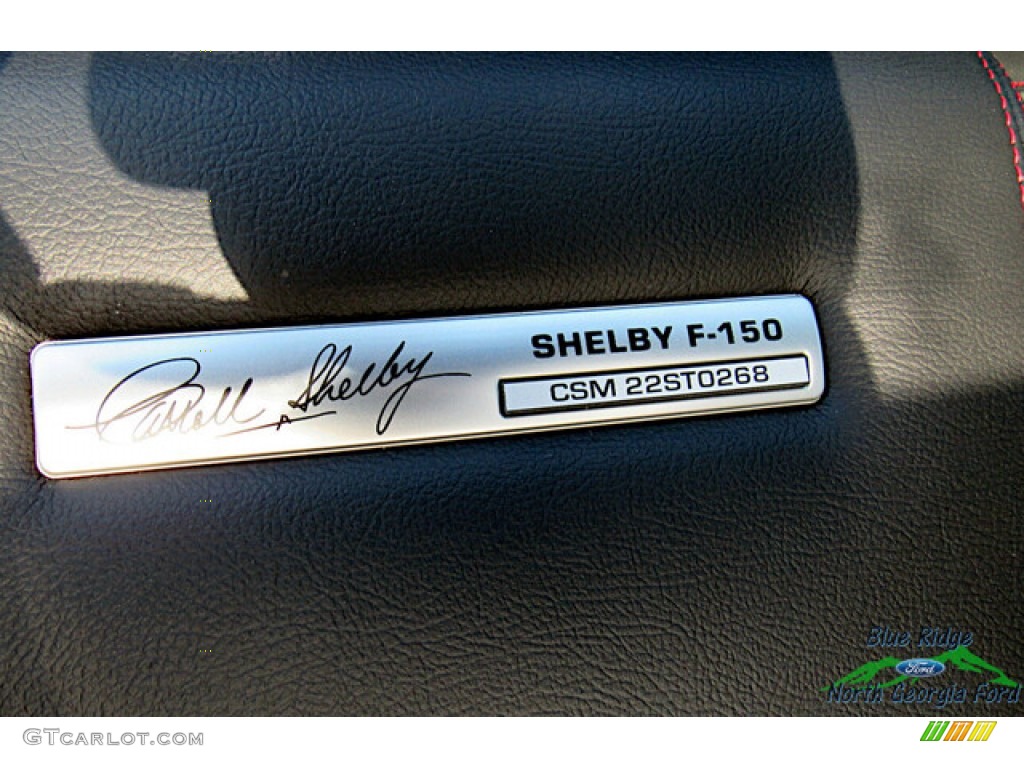 Carroll Shelby
SHELBY F-150
CSM 22ST0268
Blue Ridge
Ford
North Georgia Ford
GTCARLOT.COM